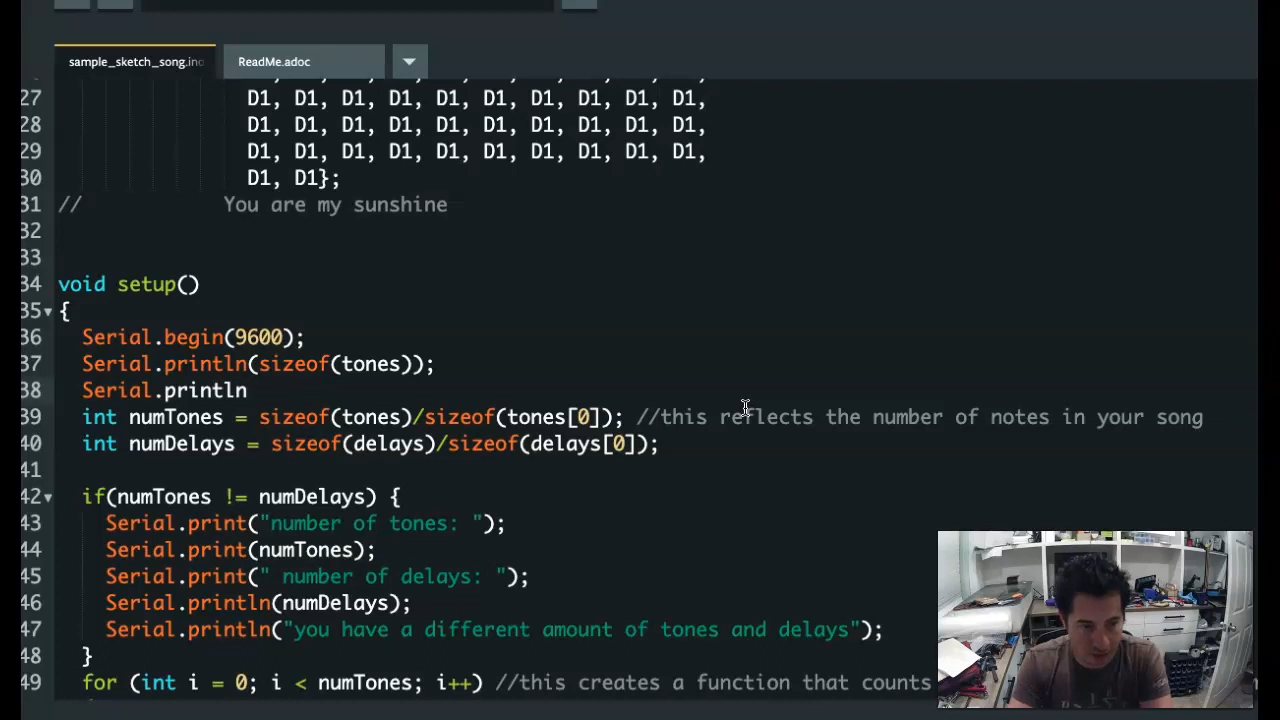 sample_sketch_song.ino ReadMe.adoc
27 D1, D1, D1, D1, D1, D1, D1, D1, D1, D1,
28 D1, D1, D1, D1, D1, D1, D1, D1, D1, D1,
29 D1, D1, D1, D1, D1, D1, D1, D1, D1, D1,
30 D1, D1};
31 // You are my sunshine
32
33
34 void setup()
35 {
36 Serial.begin(9600);
37 Serial.println(sizeof(tones));
38 Serial.println
39 int numTones = sizeof(tones)/sizeof(tones[0]); //this reflects the number of notes in your song
40 int numDelays = sizeof(delays)/sizeof(delays[0]);
41
42 if(numTones != numDelays) {
43 Serial.print("number of tones: ");
44 Serial.print(numTones);
45 Serial.print(" number of delays: ");
46 Serial.println(numDelays);
47 Serial.println("you have a different amount of tones and delays");
48 }
49 for (int i = 0; i < numTones; i++) //this creates a function that counts